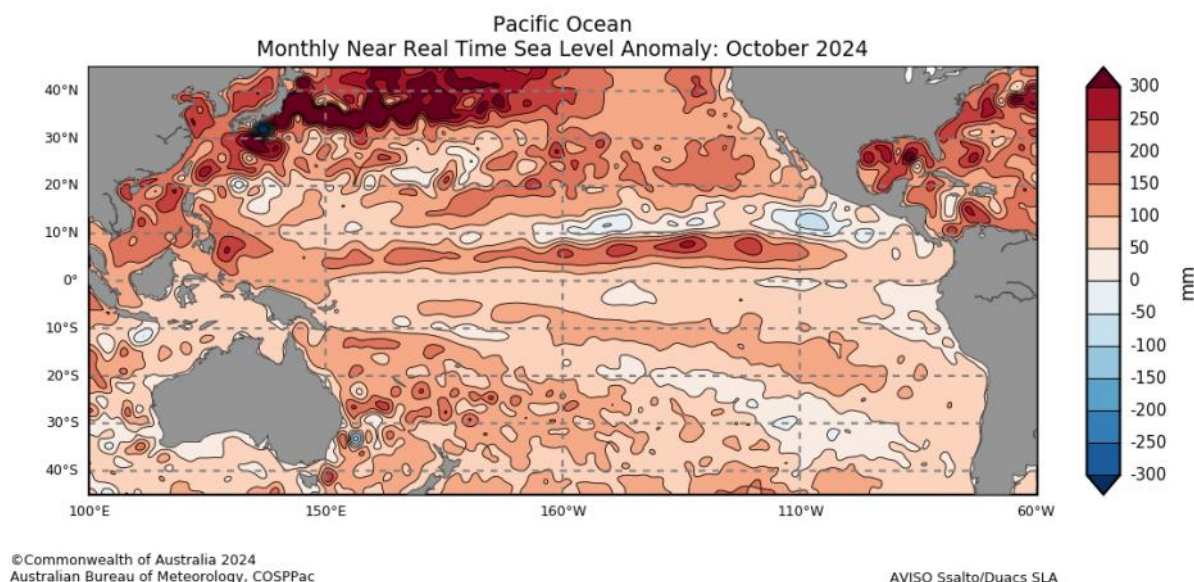 Pacific Ocean
Monthly Near Real Time Sea Level Anomaly: October 2024
40°N
30°N
20°N
10°N
0°
10°S
20°S
30°S
40°S
100°E
150°E
160°W
110°W
60°W
300
250
200
150
100
50
0
-50
-100
-150
-200
-250
-300
mm
©Commonwealth of Australia 2024
Australian Bureau of Meteorology, COSPPac
AVISO Ssalto/Duacs SLA